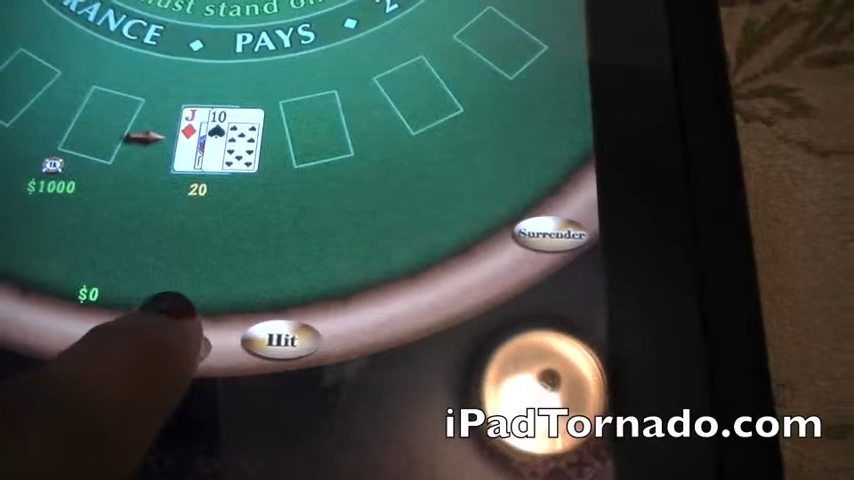 must stand on
RANCE ◆ PAYS ◆ 2
J 10
$1000
20
Surrender
$0
Hit
iPadTornado.com